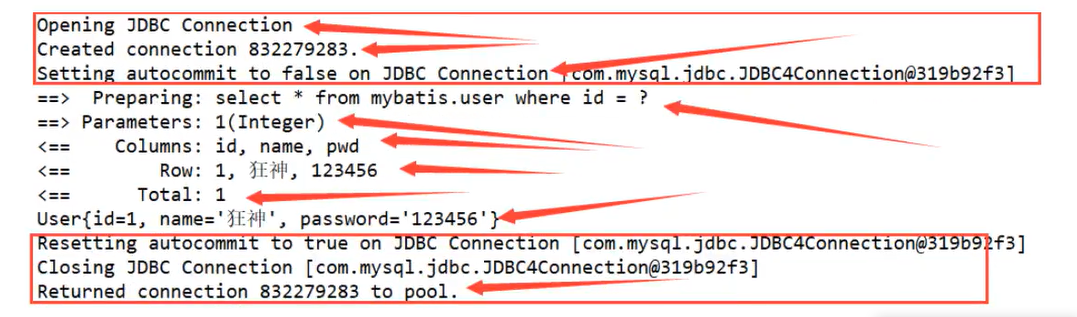 Opening JDBC Connection
Created connection 832279283.
Setting autocommit to false on JDBC Connection [com.mysql.jdbc.JDBC4Connection@319b92f3]
==>  Preparing: select * from mybatis.user where id = ?
==> Parameters: 1(Integer)
<==    Columns: id, name, pwd
<==        Row: 1, 狂神, 123456
<==      Total: 1
User{id=1, name='狂神', password='123456'}
Resetting autocommit to true on JDBC Connection [com.mysql.jdbc.JDBC4Connection@319b92f3]
Closing JDBC Connection [com.mysql.jdbc.JDBC4Connection@319b92f3]
Returned connection 832279283 to pool.